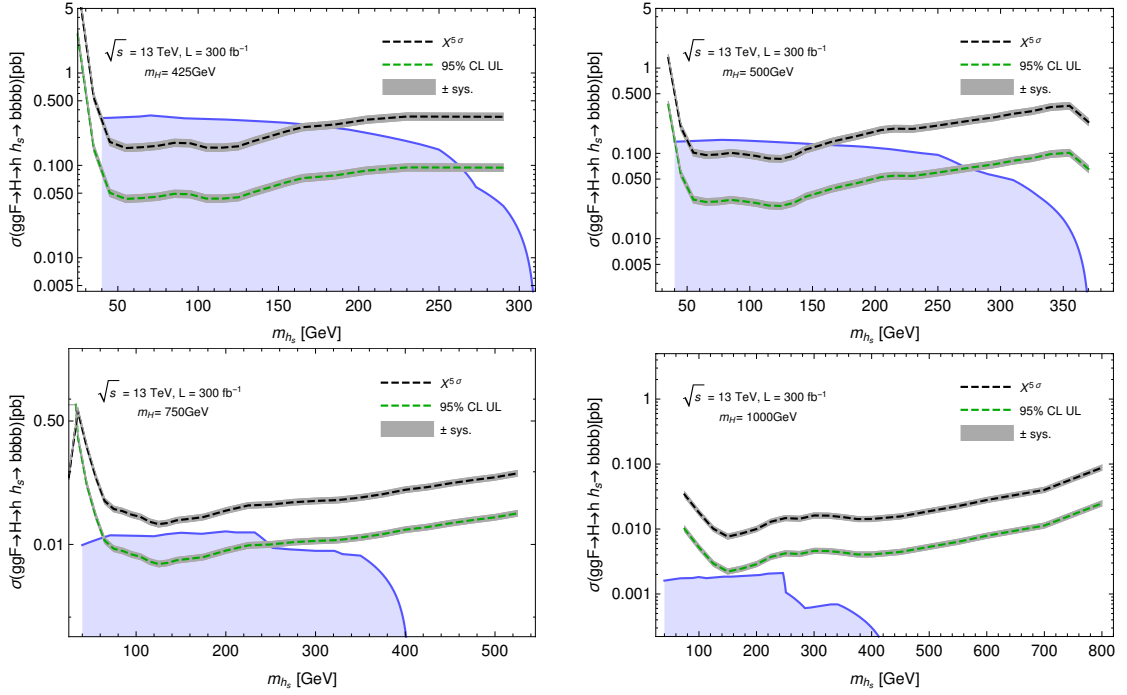 σ(ggF→H→h h_s→ bbbb)[pb]
5
1
0.500
0.100
0.050
0.010
0.005
√s = 13 TeV, L = 300 fb⁻¹
m_H= 425GeV
X⁵ ᵟ
95% CL UL
± sys.
50 100 150 200 250 300
m_{h_s} [GeV]
σ(ggF→H→h h_s→ bbbb)[pb]
5
1
0.500
0.100
0.050
0.010
0.005
√s = 13 TeV, L = 300 fb⁻¹
m_H= 500GeV
X⁵ ᵟ
95% CL UL
± sys.
50 100 150 200 250 300 350
m_{h_s} [GeV]
σ(ggF→H→h h_s→ bbbb)[pb]
0.50
0.01
√s = 13 TeV, L = 300 fb⁻¹
m_H= 750GeV
X⁵ ᵟ
95% CL UL
± sys.
100 200 300 400 500
m_{h_s} [GeV]
σ(ggF→H→h h_s→ bbbb)[pb]
1
0.100
0.010
0.001
√s = 13 TeV, L = 300 fb⁻¹
m_H= 1000GeV
X⁵ ᵟ
95% CL UL
± sys.
100 200 300 400 500 600 700 800
m_{h_s} [GeV]